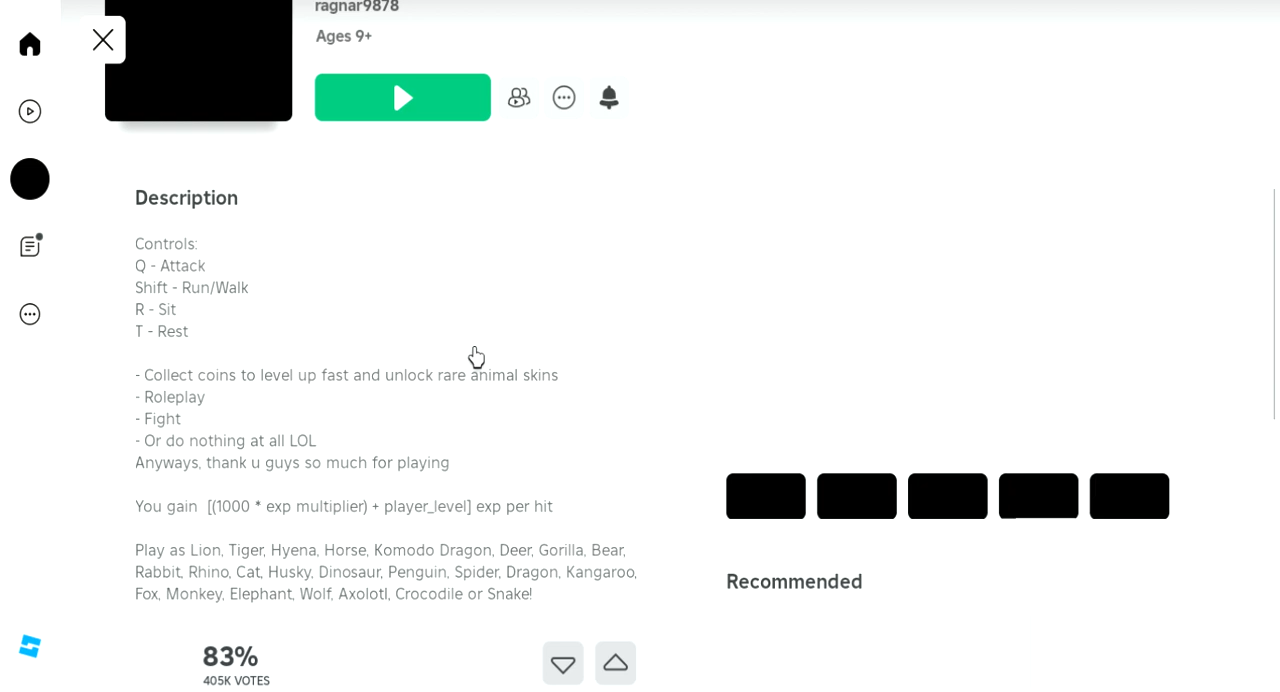 ragnar9878
Ages 9+
Description
Controls:
Q - Attack
Shift - Run/Walk
R - Sit
T - Rest
- Collect coins to level up fast and unlock rare animal skins
- Roleplay
- Fight
- Or do nothing at all LOL
Anyways, thank u guys so much for playing
You gain  [(1000 * exp multiplier) + player_level] exp per hit
Play as Lion, Tiger, Hyena, Horse, Komodo Dragon, Deer, Gorilla, Bear,
Rabbit, Rhino, Cat, Husky, Dinosaur, Penguin, Spider, Dragon, Kangaroo,
Fox, Monkey, Elephant, Wolf, Axolotl, Crocodile or Snake!
83%
405K VOTES
Recommended